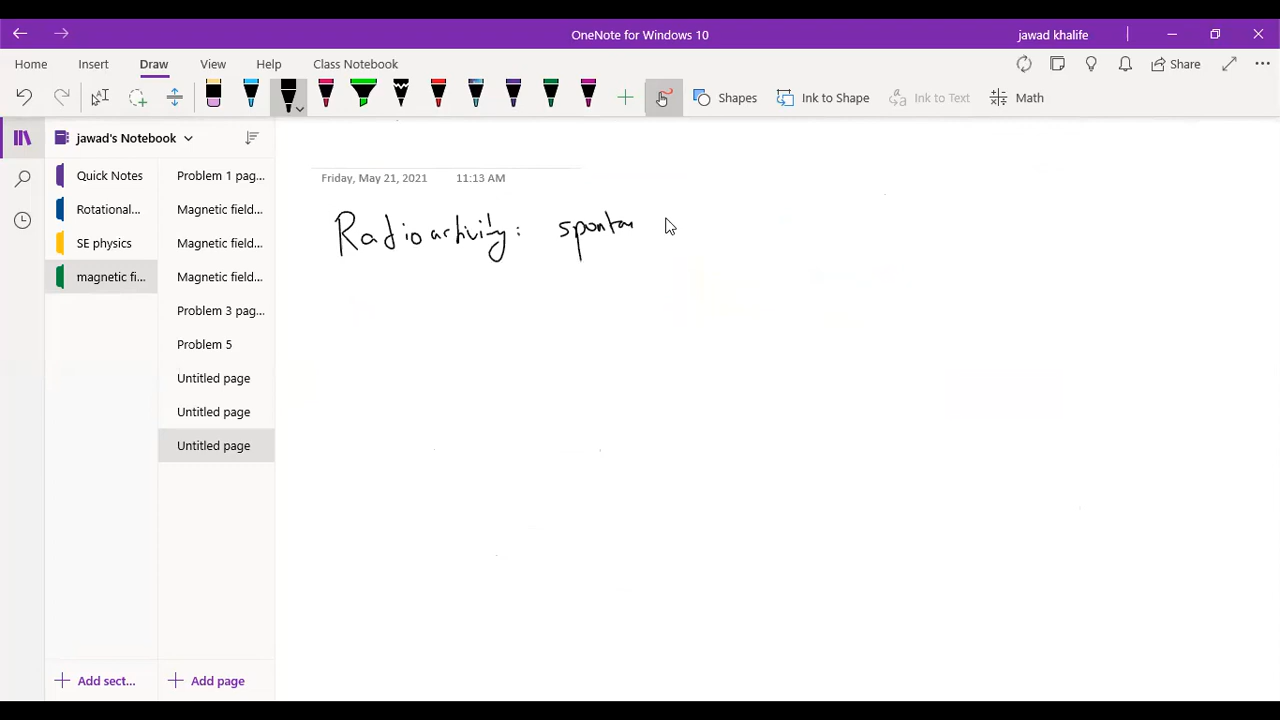 OneNote for Windows 10
jawad khalife
Home Insert Draw View Help Class Notebook
Share
Shapes Ink to Shape Ink to Text Math
jawad's Notebook
Quick Notes
Rotational...
SE physics
magnetic fi...
Problem 1 pag...
Magnetic field...
Magnetic field...
Magnetic field...
Problem 3 pag...
Problem 5
Untitled page
Untitled page
Untitled page
Add sect...
Add page
Friday, May 21, 2021 11:13 AM
Radioactivity: spontan